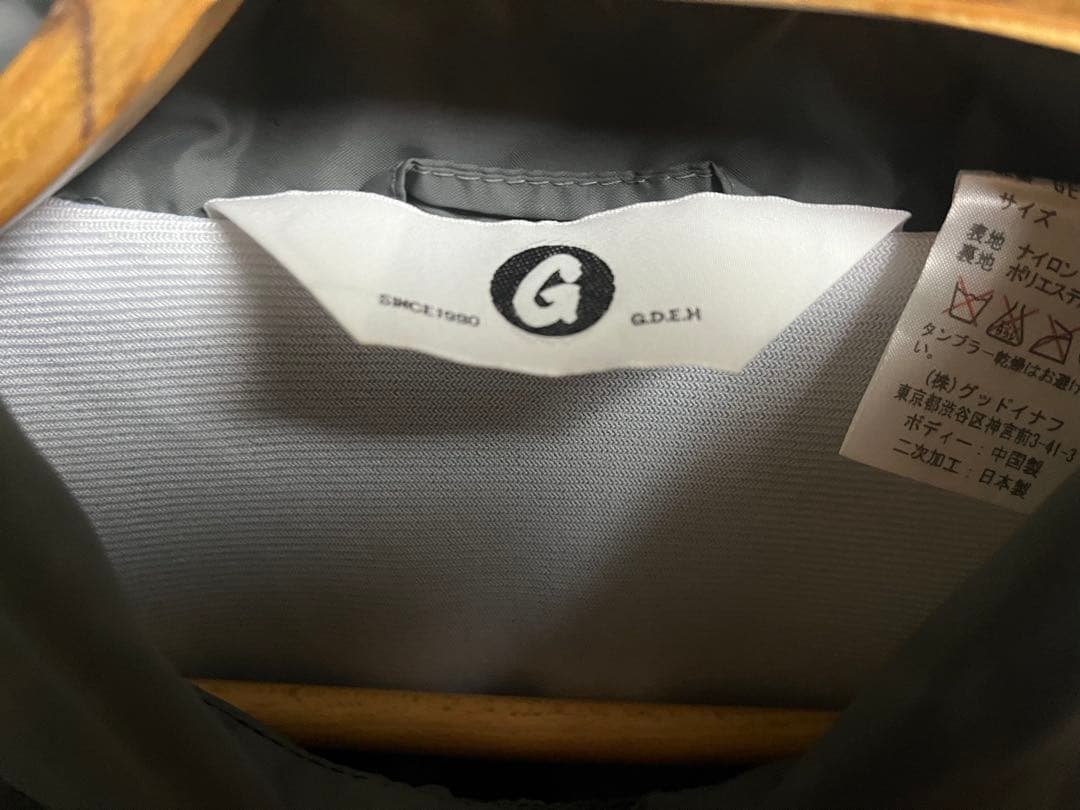 SINCE1990
G
G.D.E.H
サイズ
表地 ナイロン
裏地 ポリエステ
タンブラー乾燥はお避け
い。
(株)グッドイナフ
東京都渋谷区神宮前3-41-3
ボディー:中国製
二次加工:日本製